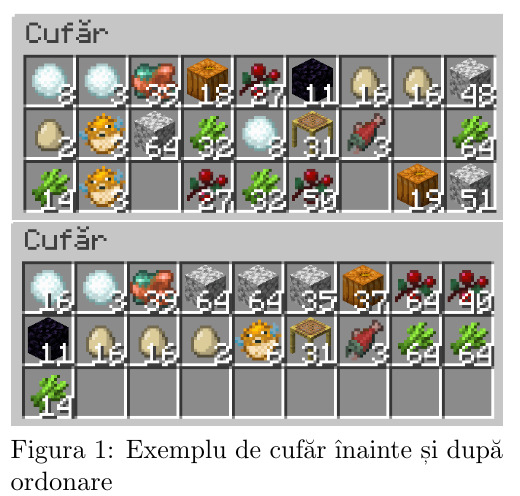 Cufăr
8 3 39 18 27 11 16 16 48
2 3 64 32 8 31 3 64
14 3 27 32 50 19 51
Cufăr
16 3 39 64 64 35 37 64 40
11 16 16 2 6 31 3 64 64
14
Figura 1: Exemplu de cufăr înainte și după
ordonare